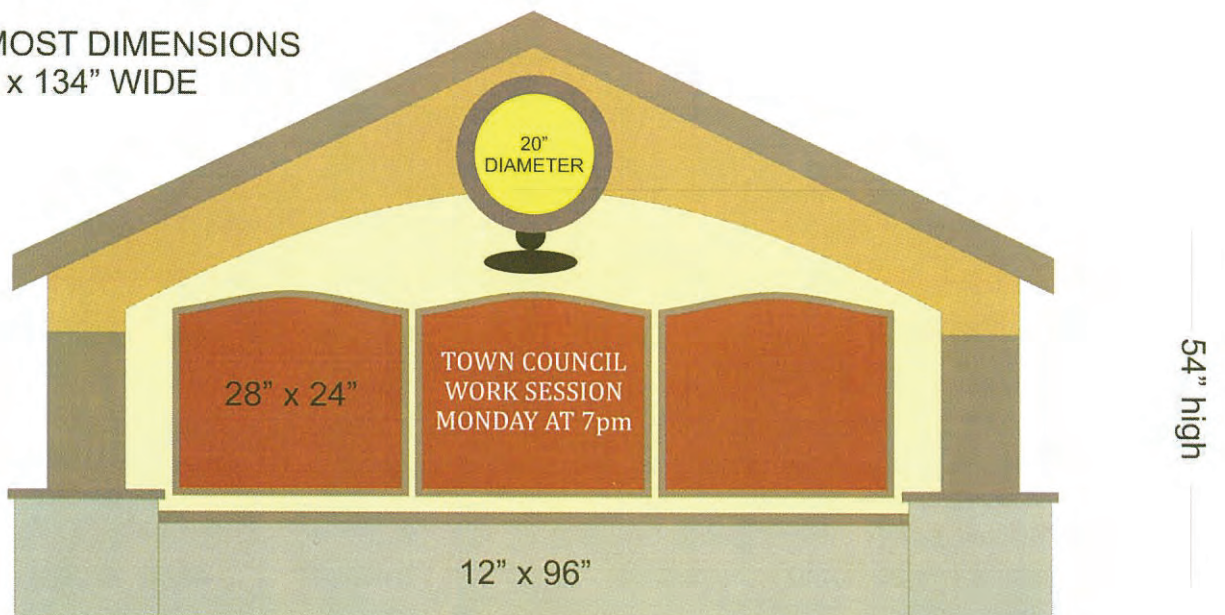 MOST DIMENSIONS
x 134” WIDE
20”
DIAMETER
28” x 24”
TOWN COUNCIL
WORK SESSION
MONDAY AT 7pm
54” high
12” x 96”